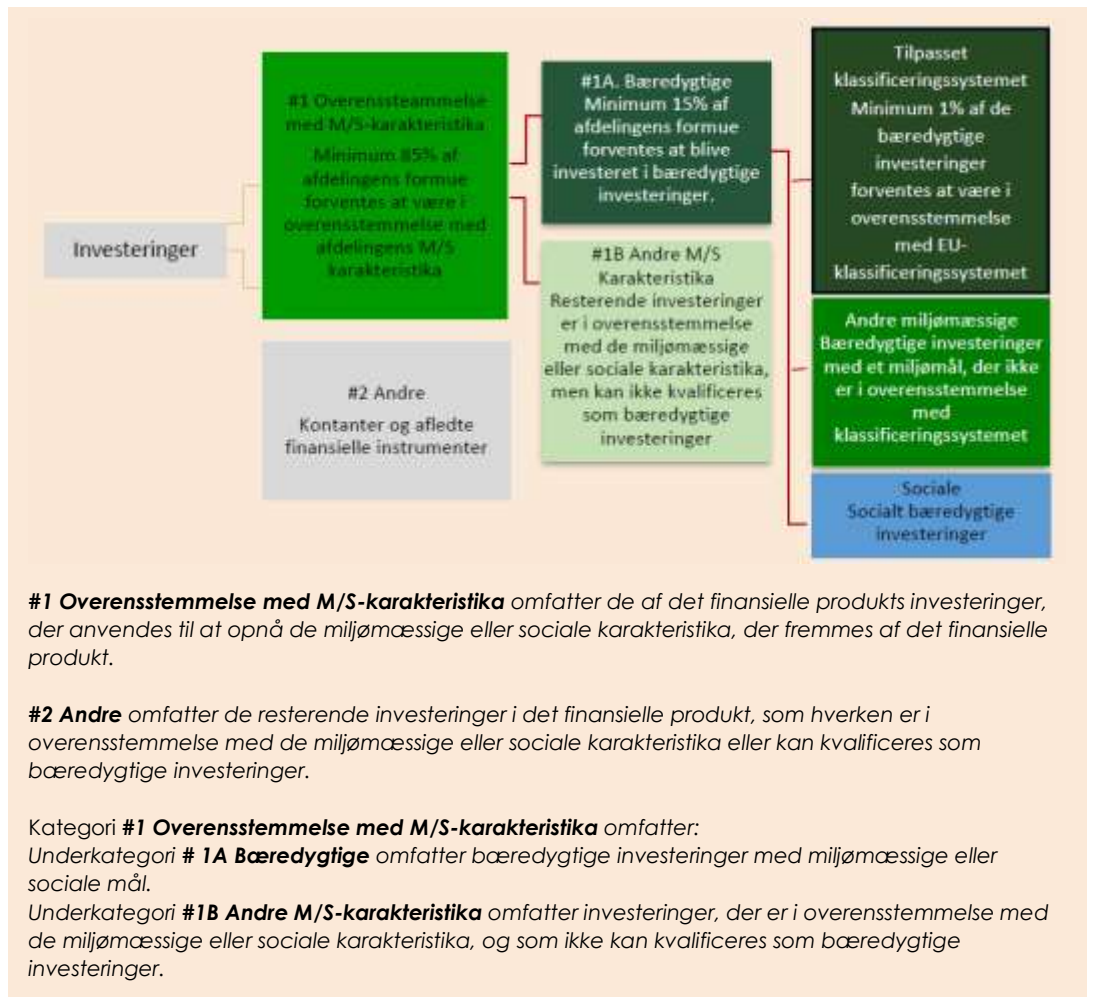 Investeringer
#1 Overenssteammelse
med M/S-karakteristika
Minimum 85% af
afdelingens formue
forventes at være i
overensstemmelse med
afdelingens M/S
karakteristika
#2 Andre
Kontanter og afledte
finansielle instrumenter
#1A. Bæredygtige
Minimum 15% af
afdelingens formue
forventes at blive
investeret i bæredygtige
investeringer.
#1B Andre M/S
Karakteristika
Resterende investeringer
er i overensstemmelse
med de miljømæssige
eller sociale karakteristika,
men kan ikke kvalificeres
som bæredygtige
investeringer
Tilpasset
klassificeringssystemet
Minimum 1% af de
bæredygtige
investeringer
forventes at være i
overensstemmelse
med EU-
klassificeringssystemet
Andre miljømæssige
Bæredygtige investeringer
med et miljømål, der ikke
er i overensstemmelse
med
klassificeringssystemet
Sociale
Socialt bæredygtige
investeringer
#1 Overensstemmelse med M/S-karakteristika omfatter de af det finansielle produkts investeringer,
der anvendes til at opnå de miljømæssige eller sociale karakteristika, der fremmes af det finansielle
produkt.
#2 Andre omfatter de resterende investeringer i det finansielle produkt, som hverken er i
overensstemmelse med de miljømæssige eller sociale karakteristika eller kan kvalificeres som
bæredygtige investeringer.
Kategori #1 Overensstemmelse med M/S-karakteristika omfatter:
Underkategori # 1A Bæredygtige omfatter bæredygtige investeringer med miljømæssige eller
sociale mål.
Underkategori #1B Andre M/S-karakteristika omfatter investeringer, der er i overensstemmelse med
de miljømæssige eller sociale karakteristika, og som ikke kan kvalificeres som bæredygtige
investeringer.